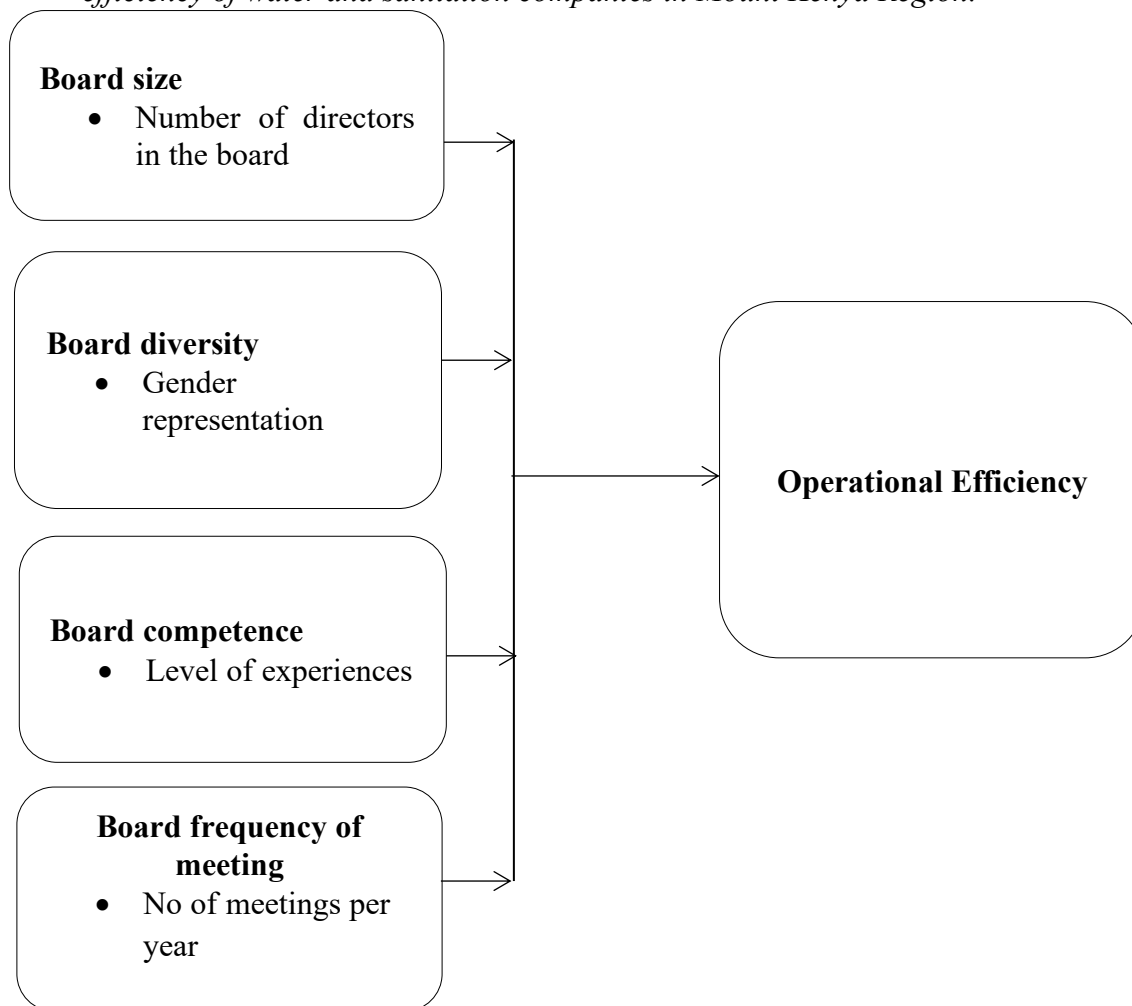 efficiency of water and sanitation companies in Mount Kenya Region.
Board size
• Number of directors
in the board
Board diversity
• Gender
representation
Operational Efficiency
Board competence
• Level of experiences
Board frequency of
meeting
• No of meetings per
year